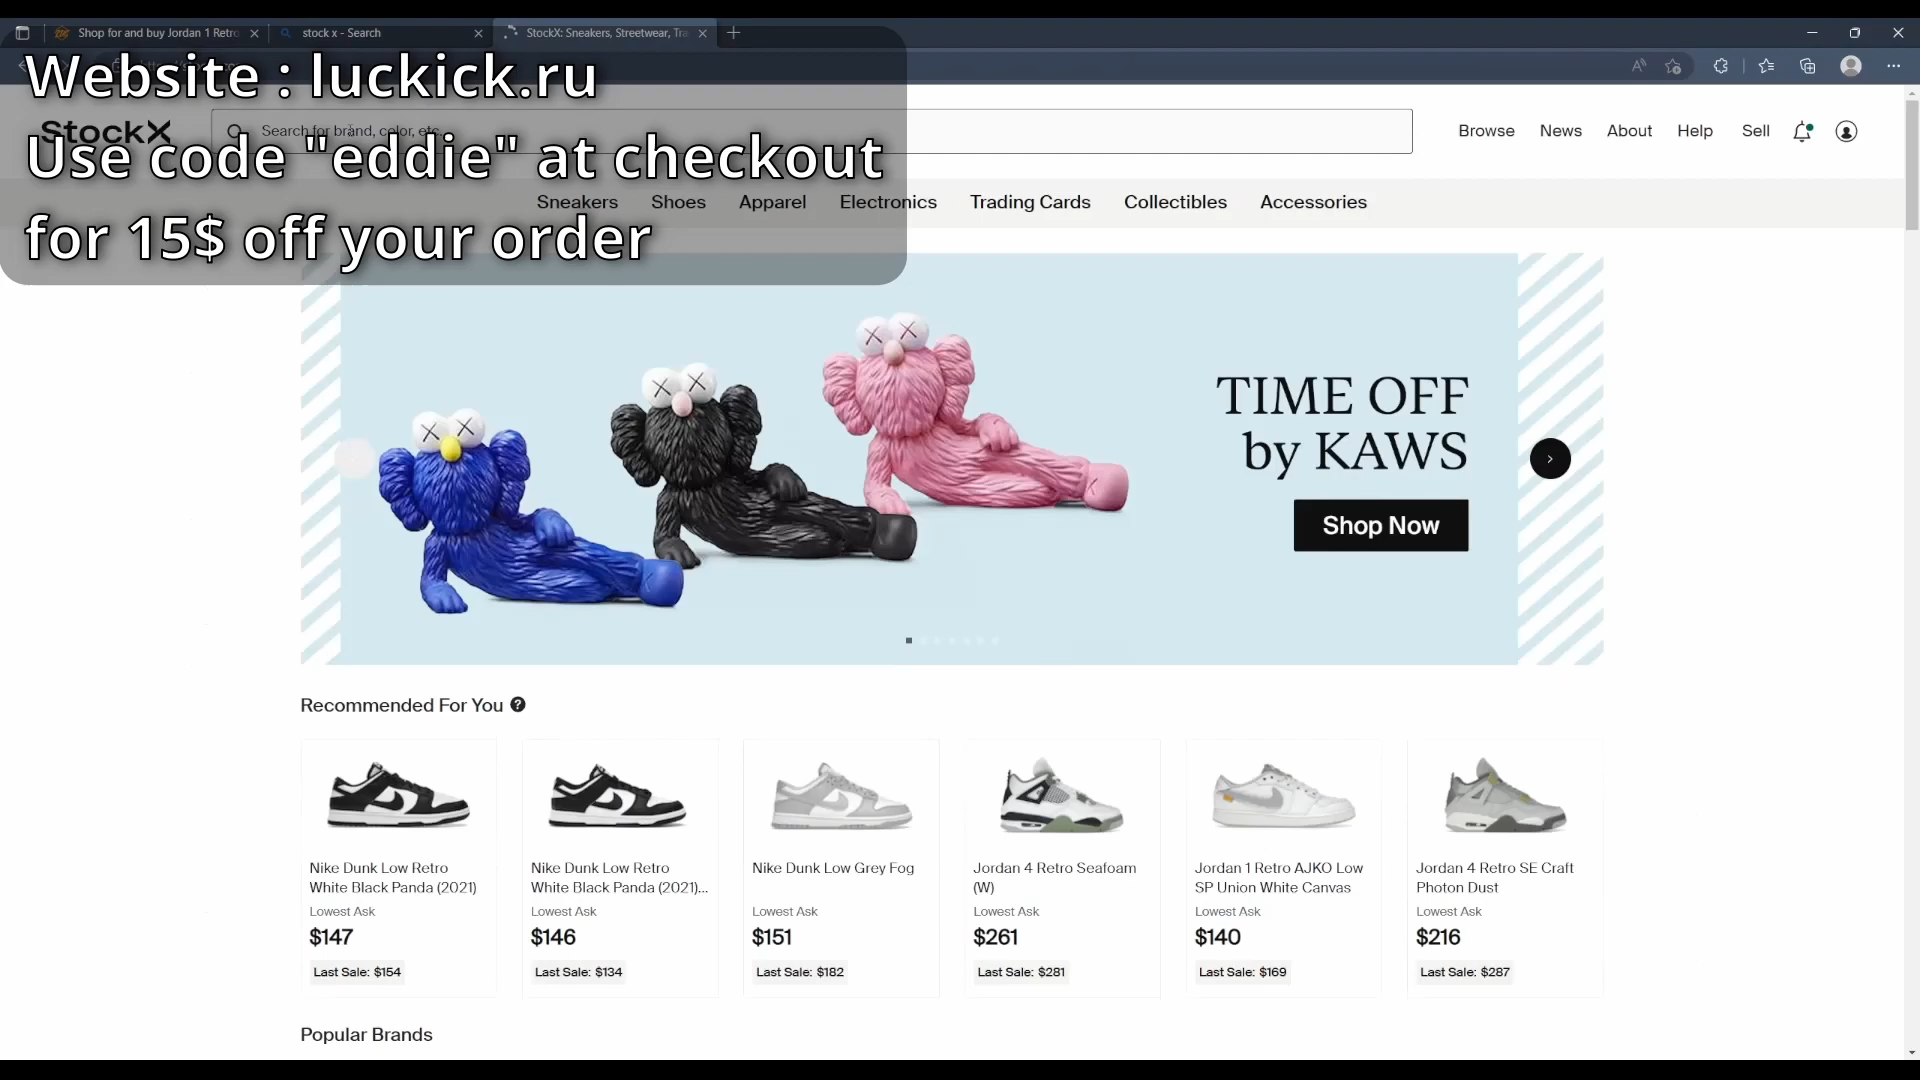 Shop for and buy Jordan 1 Retro
stock x - Search
StockX: Sneakers, Streetwear, Tra
Website : luckick.ru
StockX
Search for brand, color, etc.
Browse
News
About
Help
Sell
Use code "eddie" at checkout
for 15$ off your order
Sneakers
Shoes
Apparel
Electronics
Trading Cards
Collectibles
Accessories
TIME OFF
by KAWS
Shop Now
Recommended For You
Nike Dunk Low Retro
White Black Panda (2021)
Lowest Ask
$147
Last Sale: $154
Nike Dunk Low Retro
White Black Panda (2021)...
Lowest Ask
$146
Last Sale: $134
Nike Dunk Low Grey Fog
Lowest Ask
$151
Last Sale: $182
Jordan 4 Retro Seafoam
(W)
Lowest Ask
$261
Last Sale: $281
Jordan 1 Retro AJKO Low
SP Union White Canvas
Lowest Ask
$140
Last Sale: $169
Jordan 4 Retro SE Craft
Photon Dust
Lowest Ask
$216
Last Sale: $287
Popular Brands